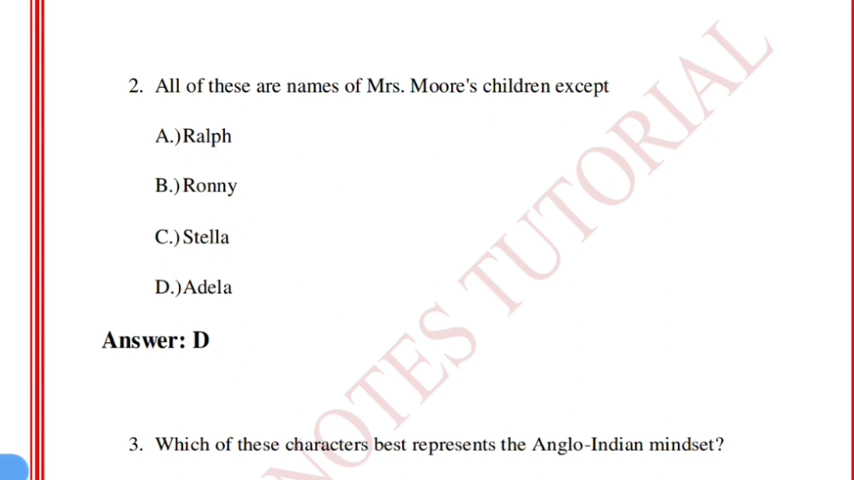 2. All of these are names of Mrs. Moore's children except
A.)Ralph
B.)Ronny
C.)Stella
D.)Adela
Answer: D
NOTES TUTORIAL
3. Which of these characters best represents the Anglo-Indian mindset?